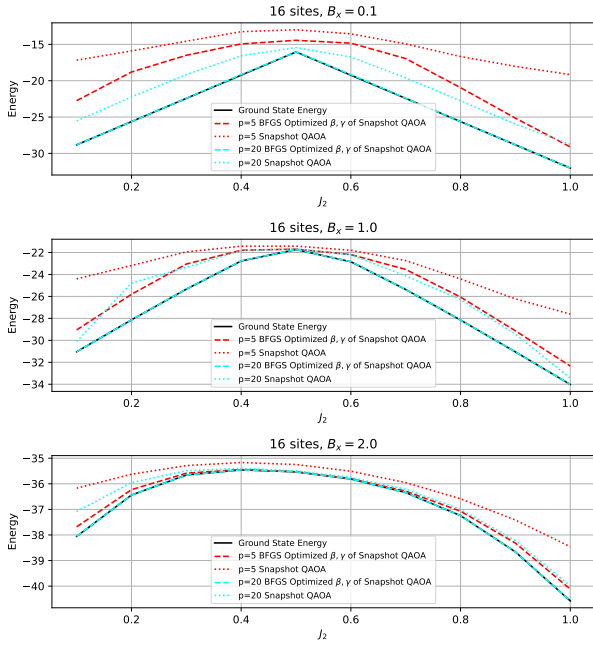 16 sites, Bₓ = 0.1
Energy
−15
−20
−25
−30
Ground State Energy
p=5 BFGS Optimized β, γ of Snapshot QAOA
p=5 Snapshot QAOA
p=20 BFGS Optimized β, γ of Snapshot QAOA
p=20 Snapshot QAOA
0.2 0.4 0.6 0.8 1.0
J₂
16 sites, Bₓ = 1.0
Energy
−22
−24
−26
−28
−30
−32
−34
Ground State Energy
p=5 BFGS Optimized β, γ of Snapshot QAOA
p=5 Snapshot QAOA
p=20 BFGS Optimized β, γ of Snapshot QAOA
p=20 Snapshot QAOA
0.2 0.4 0.6 0.8 1.0
J₂
16 sites, Bₓ = 2.0
Energy
−35
−36
−37
−38
−39
−40
Ground State Energy
p=5 BFGS Optimized β, γ of Snapshot QAOA
p=5 Snapshot QAOA
p=20 BFGS Optimized β, γ of Snapshot QAOA
p=20 Snapshot QAOA
0.2 0.4 0.6 0.8 1.0
J₂